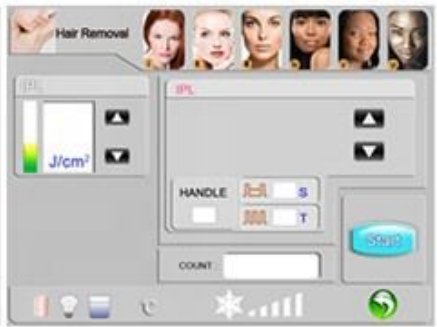 Hair Removal
IPL
J/cm²
HANDLE
S
T
COUNT
Start
°C